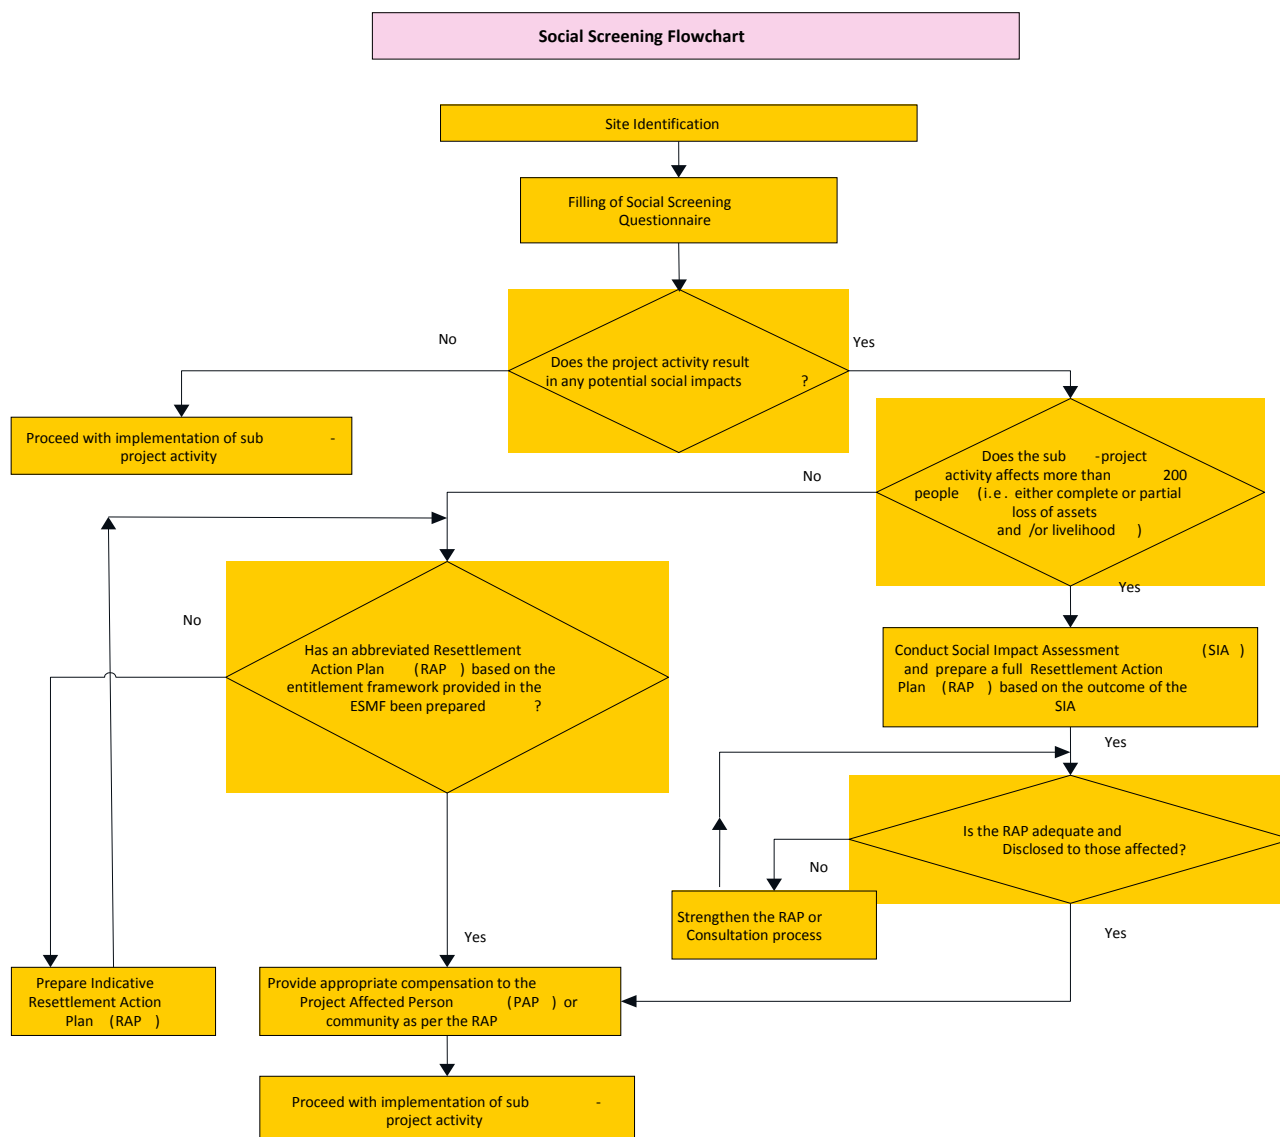 Social Screening Flowchart
Site Identification
Filling of Social Screening
Questionnaire
No
Yes
Does the project activity result
in any potential social impacts ?
Proceed with implementation of sub -
project activity
Does the sub -project
activity affects more than 200
people (i.e. either complete or partial
loss of assets
and /or livelihood )
No
Yes
No
Has an abbreviated Resettlement
Action Plan (RAP ) based on the
entitlement framework provided in the
ESMF been prepared ?
Conduct Social Impact Assessment (SIA )
and prepare a full Resettlement Action
Plan (RAP ) based on the outcome of the
SIA
Yes
Is the RAP adequate and
Disclosed to those affected?
No
Strengthen the RAP or
Consultation process
Yes
Yes
Prepare Indicative
Resettlement Action
Plan (RAP )
Provide appropriate compensation to the
Project Affected Person (PAP ) or
community as per the RAP
Proceed with implementation of sub -
project activity